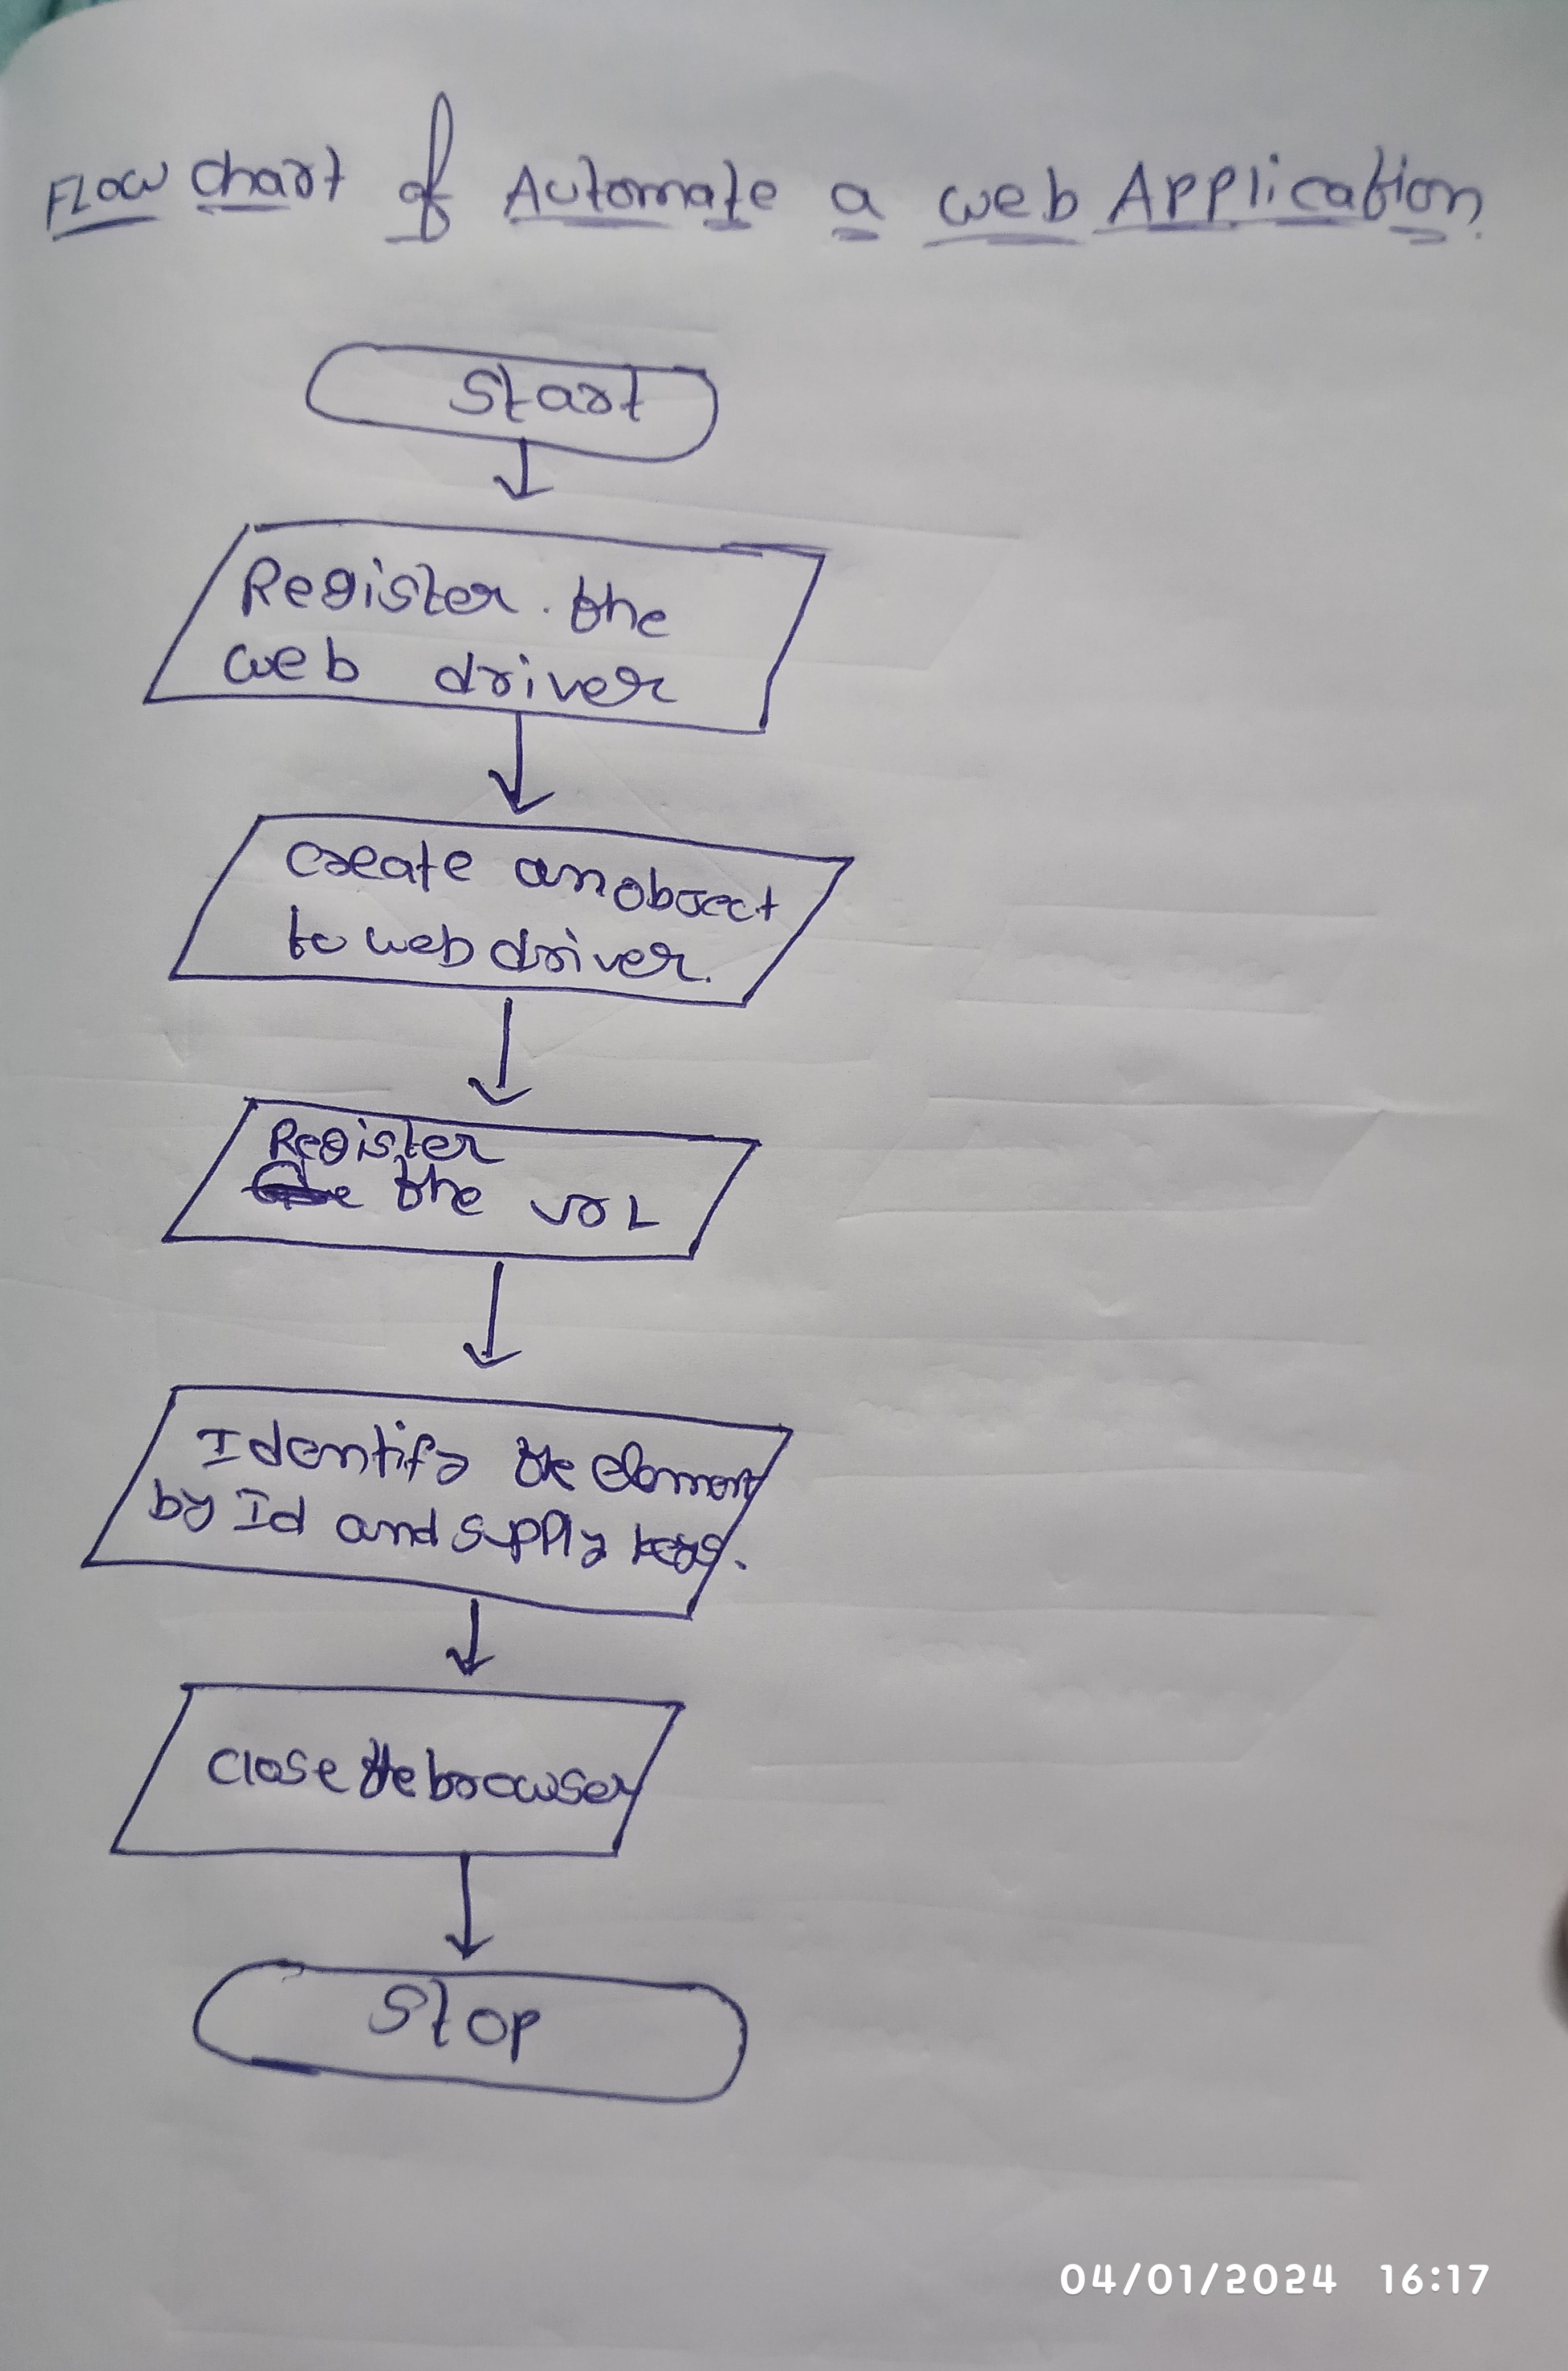 Flow chart of Automate a web Application.
Start
Register the
web driver
create an object
to web driver.
Register
the URL
Identify the element
by Id and supply keys.
close the browser
Stop
04/01/2024 16:17